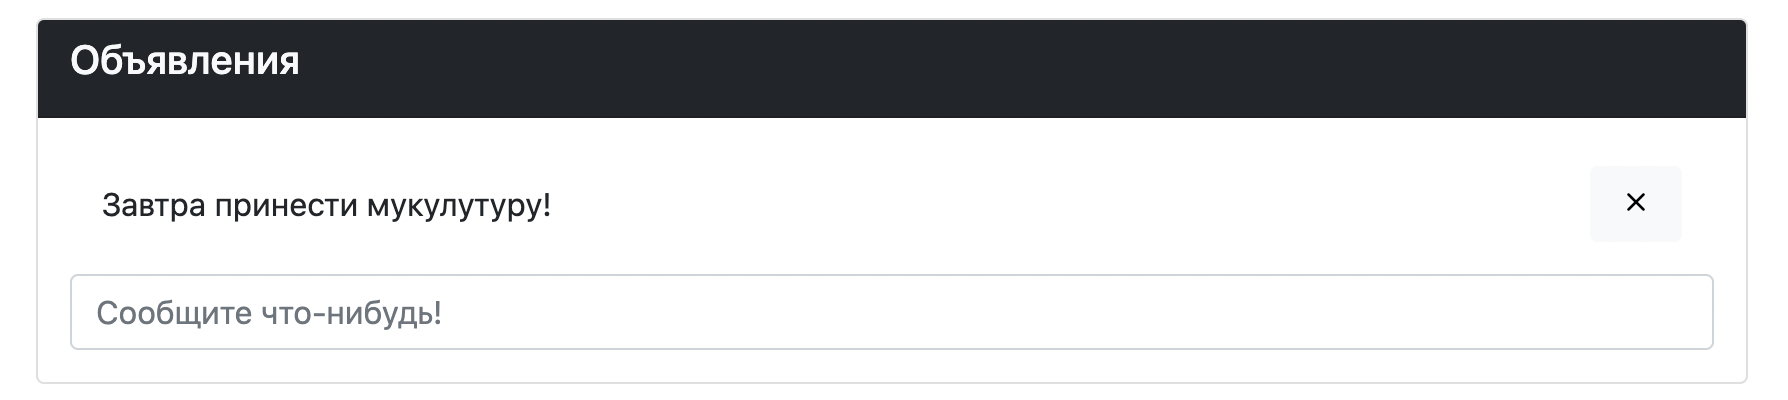 Объявления
Завтра принести мукулутуру!
Сообщите что-нибудь!